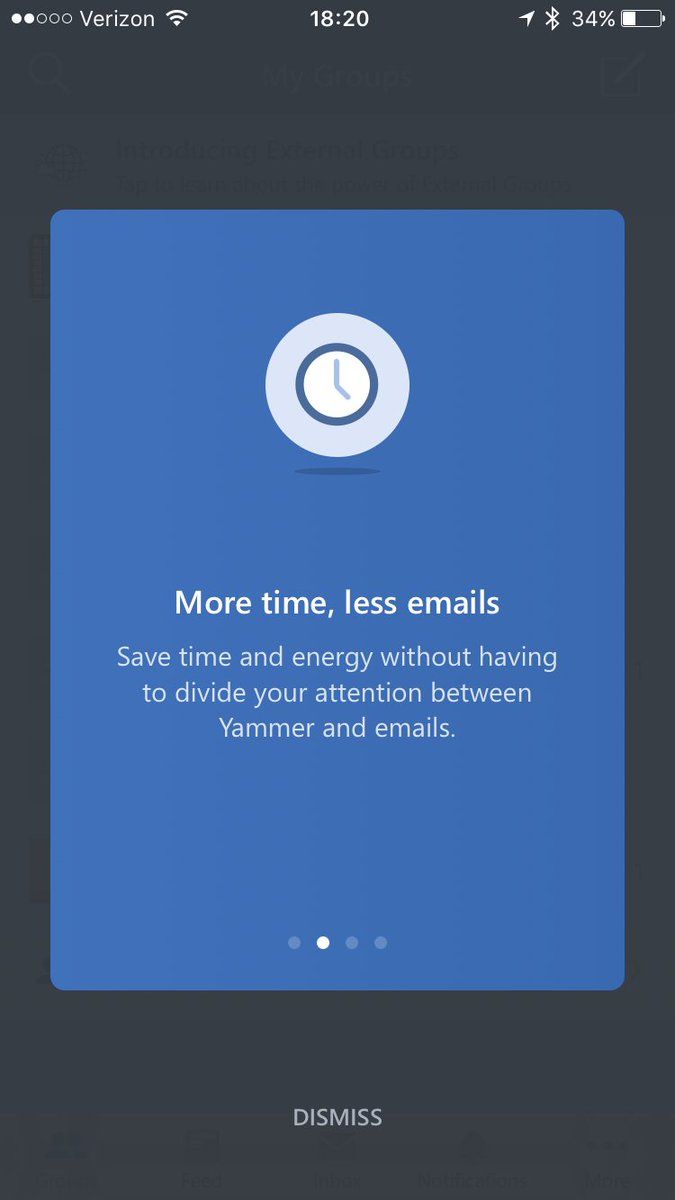 Verizon 18:20 34%
My Groups
Introducing External Groups
Tap to learn about the power of External Groups
More time, less emails
Save time and energy without having
to divide your attention between
Yammer and emails.
DISMISS
Groups Feed Inbox Notifications More